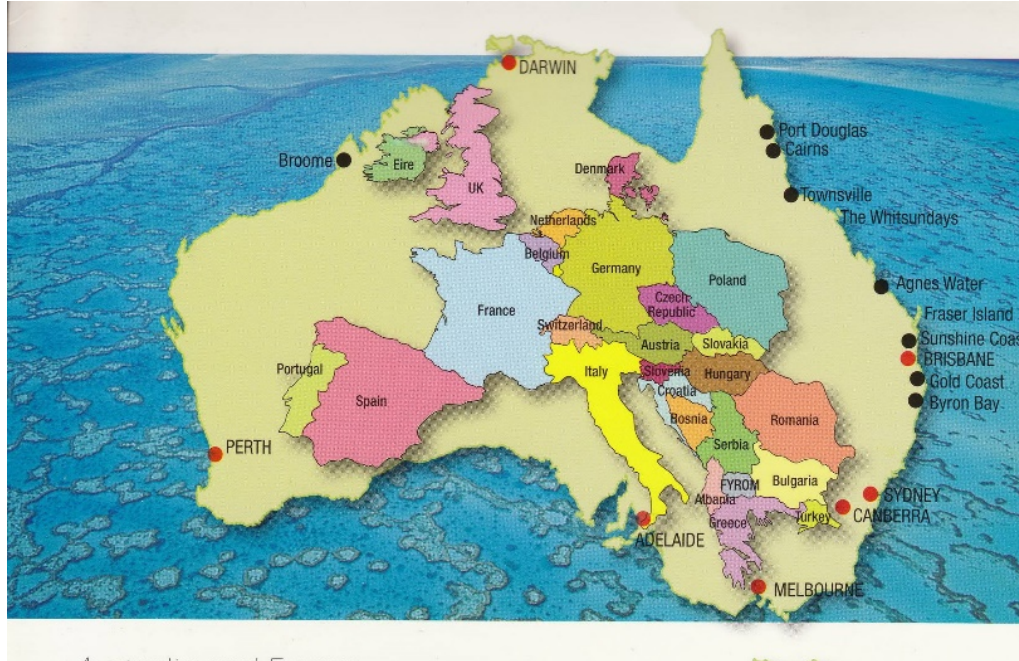 DARWIN
Port Douglas
Cairns
Broome
Eire
UK
Denmark
Townsville
The Whitsundays
Netherlands
Belgium
Germany
Poland
Agnes Water
France
Czech
Republic
Fraser Island
Switzerland
Austria
Slovakia
Sunshine Coas
BRISBANE
Portugal
Spain
Italy
Slovenia
Hungary
Gold Coast
Croatia
Byron Bay
Bosnia
Romania
PERTH
Serbia
FYROM
Bulgaria
Albania
SYDNEY
CANBERRA
Greece
Turkey
ADELAIDE
MELBOURNE